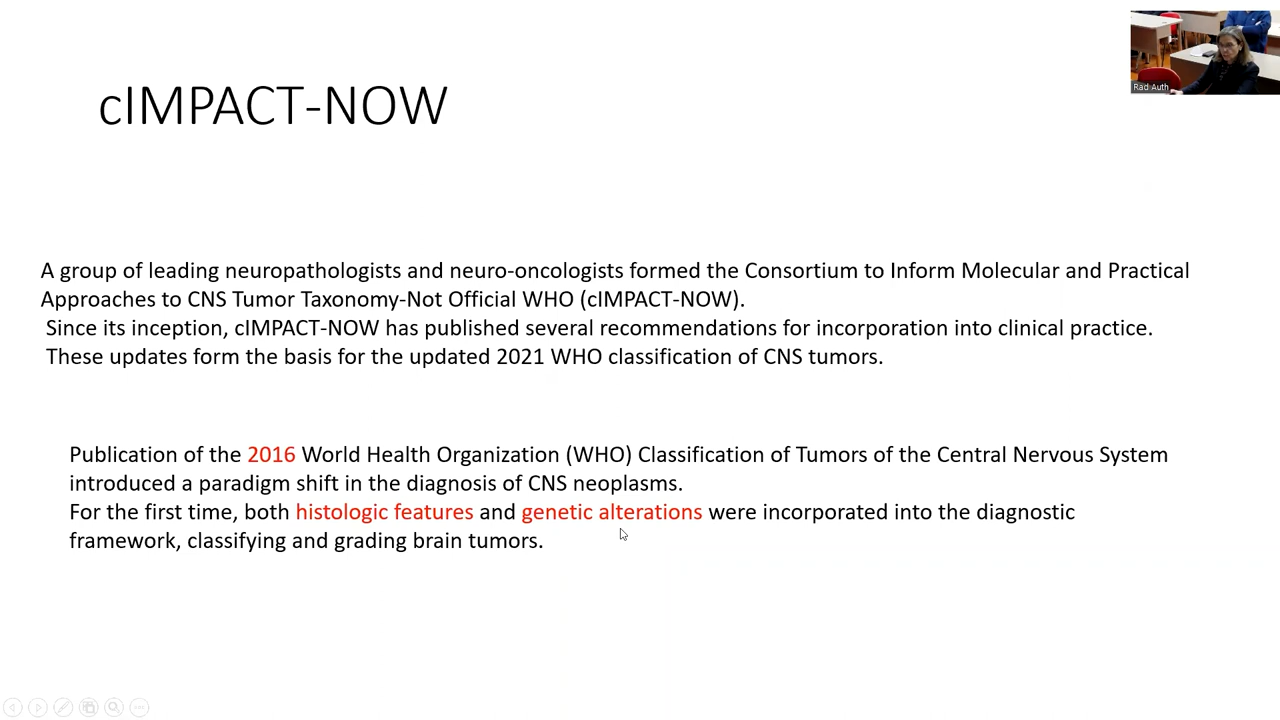 cIMPACT-NOW
Rad Auth
A group of leading neuropathologists and neuro-oncologists formed the Consortium to Inform Molecular and Practical
Approaches to CNS Tumor Taxonomy-Not Official WHO (cIMPACT-NOW).
Since its inception, cIMPACT-NOW has published several recommendations for incorporation into clinical practice.
These updates form the basis for the updated 2021 WHO classification of CNS tumors.
Publication of the 2016 World Health Organization (WHO) Classification of Tumors of the Central Nervous System
introduced a paradigm shift in the diagnosis of CNS neoplasms.
For the first time, both histologic features and genetic alterations were incorporated into the diagnostic
framework, classifying and grading brain tumors.